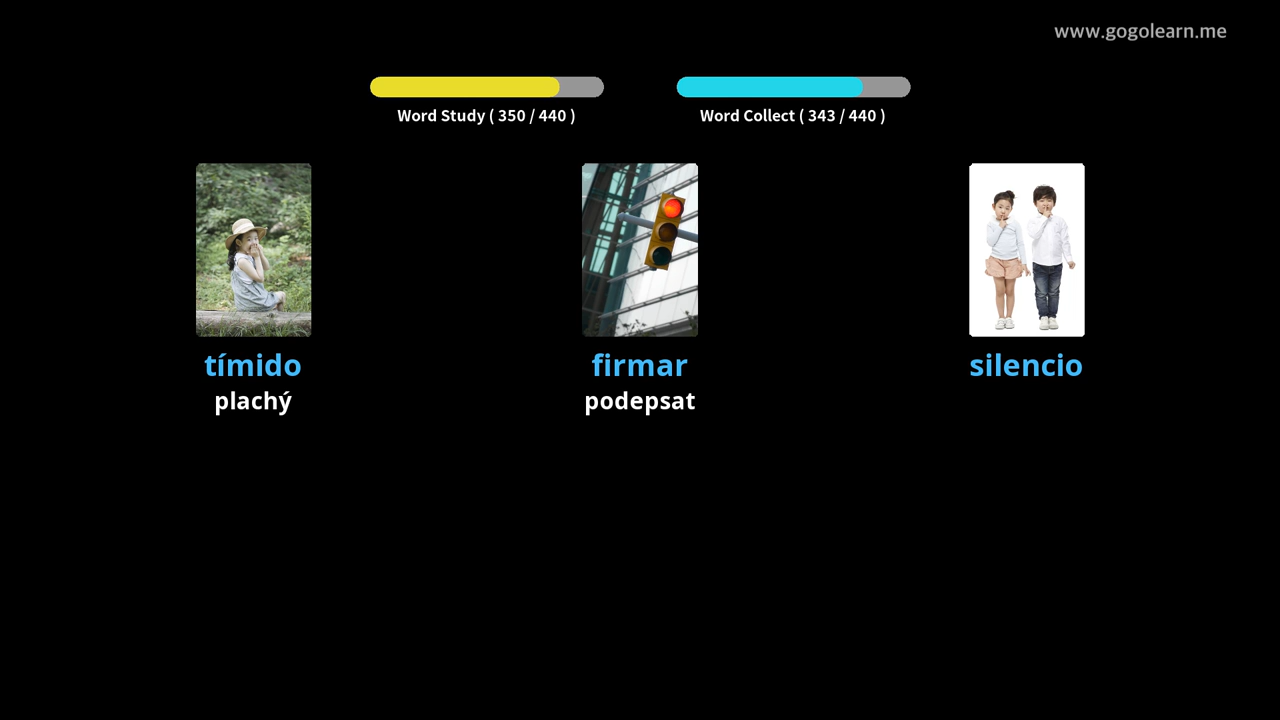 www.gogolearn.me
Word Study ( 350 / 440 )
Word Collect ( 343 / 440 )
tímido
plachý
firmar
podepsat
silencio